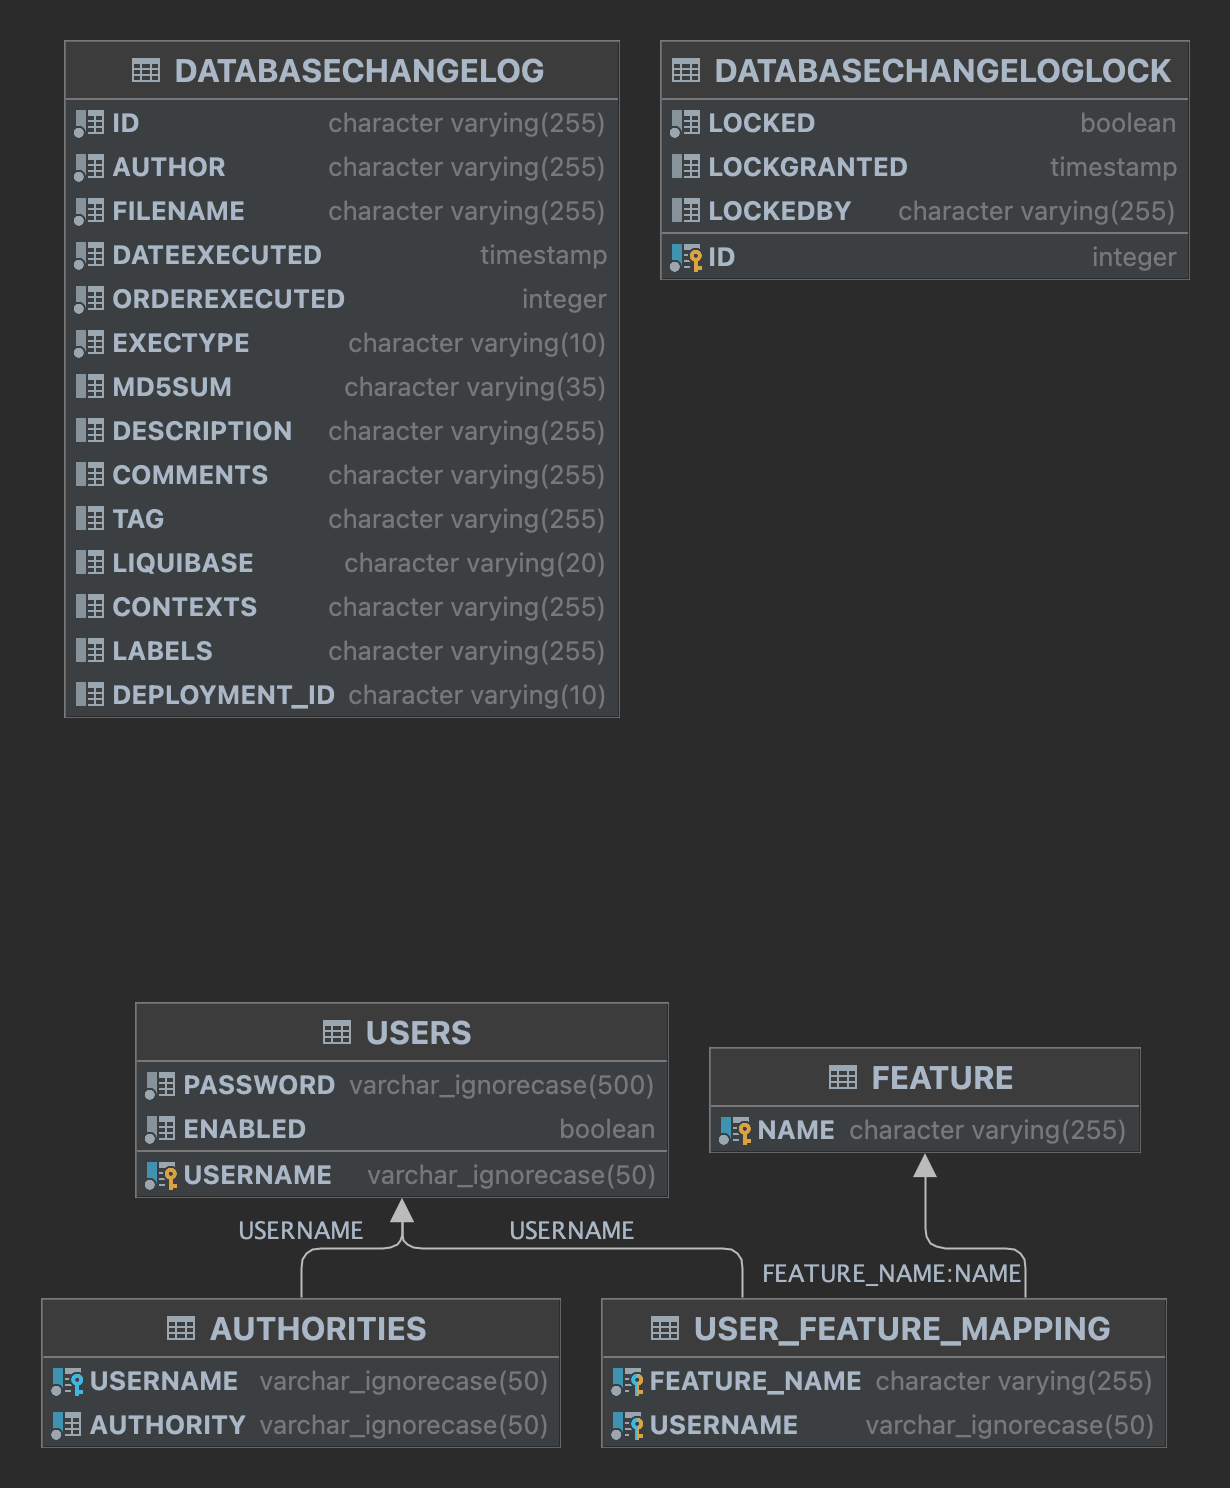 DATABASECHANGELOG
ID character varying(255)
AUTHOR character varying(255)
FILENAME character varying(255)
DATEEXECUTED timestamp
ORDEREXECUTED integer
EXECTYPE character varying(10)
MD5SUM character varying(35)
DESCRIPTION character varying(255)
COMMENTS character varying(255)
TAG character varying(255)
LIQUIBASE character varying(20)
CONTEXTS character varying(255)
LABELS character varying(255)
DEPLOYMENT_ID character varying(10)
DATABASECHANGELOGLOCK
LOCKED boolean
LOCKGRANTED timestamp
LOCKEDBY character varying(255)
ID integer
USERS
PASSWORD varchar_ignorecase(500)
ENABLED boolean
USERNAME varchar_ignorecase(50)
FEATURE
NAME character varying(255)
USERNAME
USERNAME
FEATURE_NAME:NAME
AUTHORITIES
USERNAME varchar_ignorecase(50)
AUTHORITY varchar_ignorecase(50)
USER_FEATURE_MAPPING
FEATURE_NAME character varying(255)
USERNAME varchar_ignorecase(50)